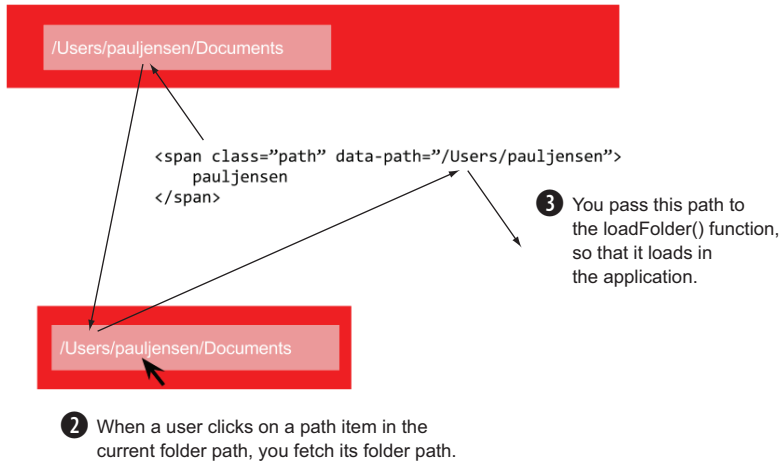 /Users/pauljensen/Documents
<span class=”path” data-path=”/Users/pauljensen”>
pauljensen
</span>
3 You pass this path to
the loadFolder() function,
so that it loads in
the application.
/Users/pauljensen/Documents
2 When a user clicks on a path item in the
current folder path, you fetch its folder path.